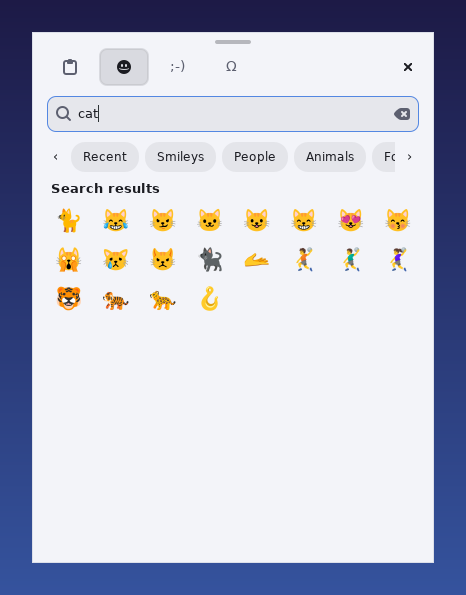 ;-) Ω
cat
Recent Smileys People Animals
Search results